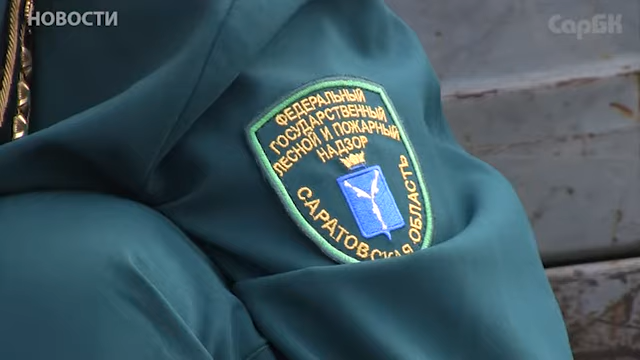 НОВОСТИ
СарБК
ФЕДЕРАЛЬНЫЙ
ГОСУДАРСТВЕННЫЙ
ЛЕСНОЙ И ПОЖАРНЫЙ
НАДЗОР
САРАТОВСКАЯ ОБЛАСТЬ